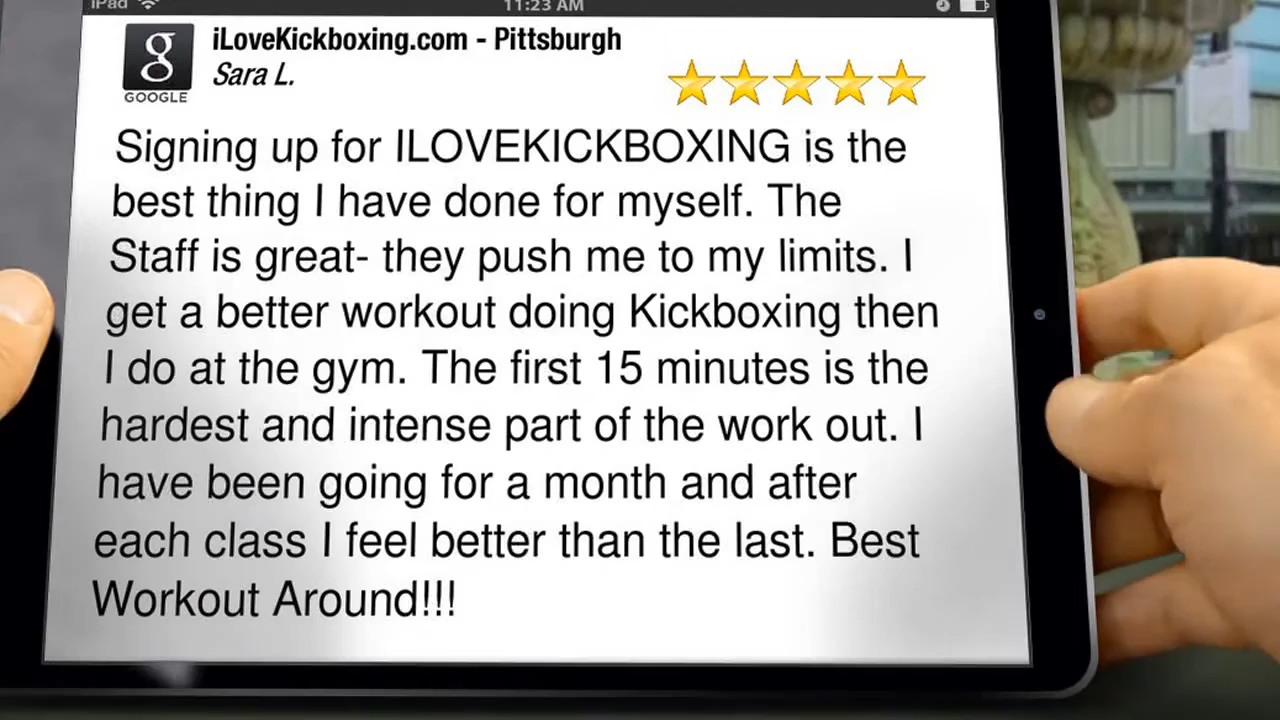 iPad 11:23 AM
iLoveKickboxing.com - Pittsburgh
Sara L.
g
GOOGLE
Signing up for ILOVEKICKBOXING is the
best thing I have done for myself. The
Staff is great- they push me to my limits. I
get a better workout doing Kickboxing then
I do at the gym. The first 15 minutes is the
hardest and intense part of the work out. I
have been going for a month and after
each class I feel better than the last. Best
Workout Around!!!